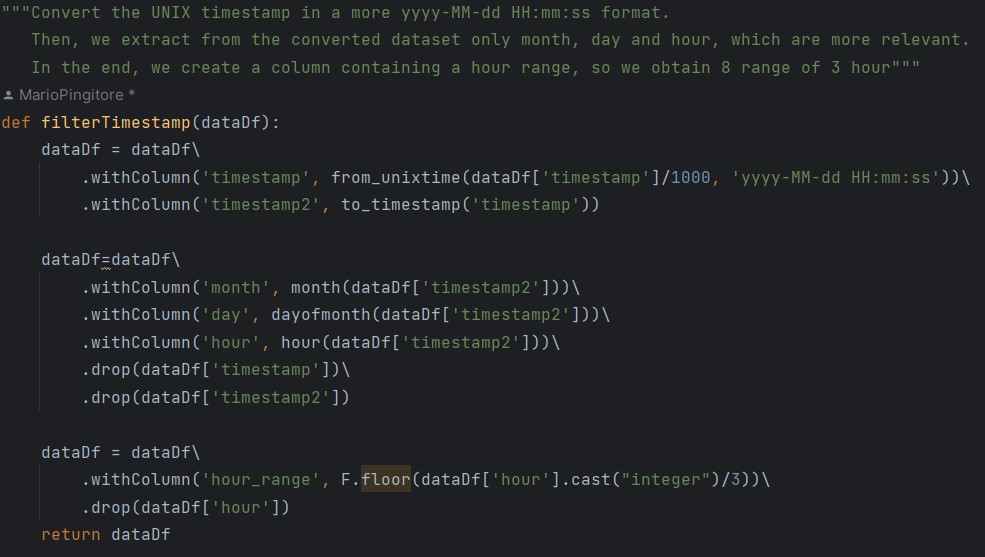 """Convert the UNIX timestamp in a more yyyy-MM-dd HH:mm:ss format.
   Then, we extract from the converted dataset only month, day and hour, which are more relevant.
   In the end, we create a column containing a hour range, so we obtain 8 range of 3 hour"""
MarioPingitore *
def filterTimestamp(dataDf):
    dataDf = dataDf\
        .withColumn('timestamp', from_unixtime(dataDf['timestamp']/1000, 'yyyy-MM-dd HH:mm:ss'))\
        .withColumn('timestamp2', to_timestamp('timestamp'))
    dataDf=dataDf\
        .withColumn('month', month(dataDf['timestamp2']))\
        .withColumn('day', dayofmonth(dataDf['timestamp2']))\
        .withColumn('hour', hour(dataDf['timestamp2']))\
        .drop(dataDf['timestamp'])\
        .drop(dataDf['timestamp2'])
    dataDf = dataDf\
        .withColumn('hour_range', F.floor(dataDf['hour'].cast("integer")/3))\
        .drop(dataDf['hour'])
    return dataDf